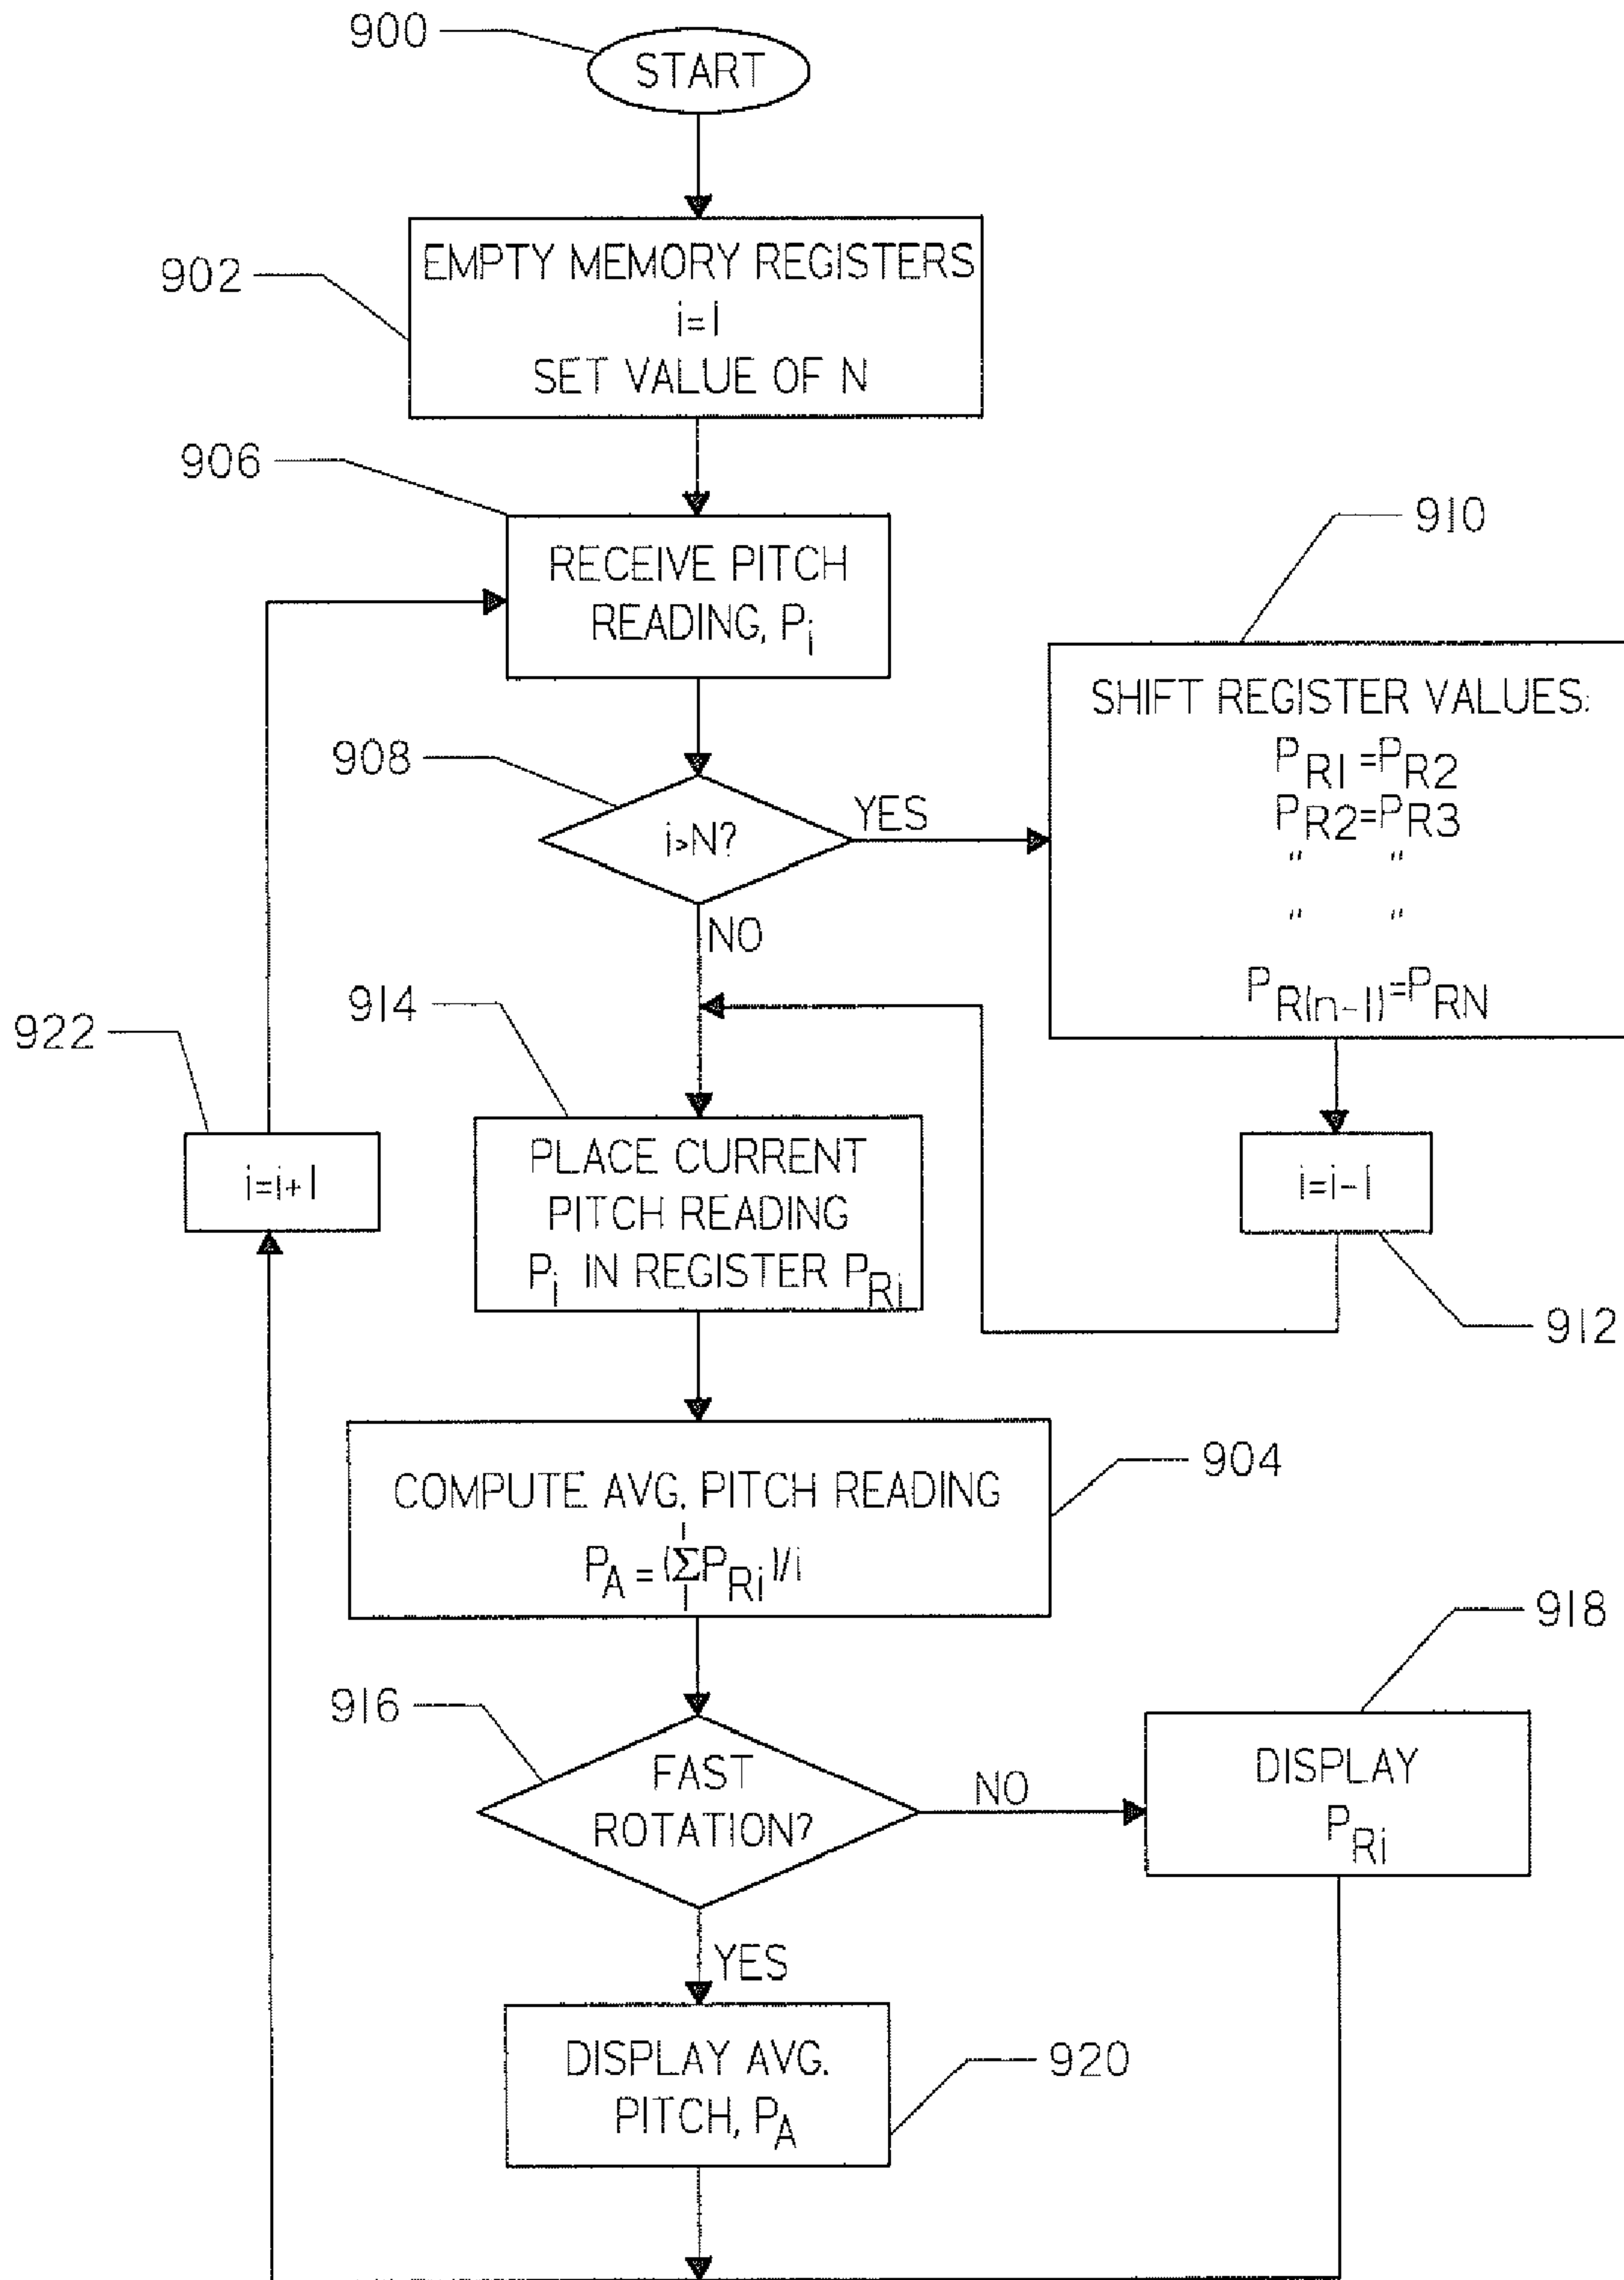 900
START
902
EMPTY MEMORY REGISTERS
i=1
SET VALUE OF N
906
RECEIVE PITCH
READING, Pi
910
SHIFT REGISTER VALUES:
PR1=PR2
PR2=PR3
" "
" "
PR(n-1)=PRN
908
i>N?
YES
NO
914
922
i=i+1
PLACE CURRENT
PITCH READING
Pi IN REGISTER PRi
i=i-1
912
904
COMPUTE AVG. PITCH READING
PA=(i∑1PRi)/i
918
916
FAST
ROTATION?
NO
DISPLAY
PRi
YES
DISPLAY AVG.
PITCH, PA
920